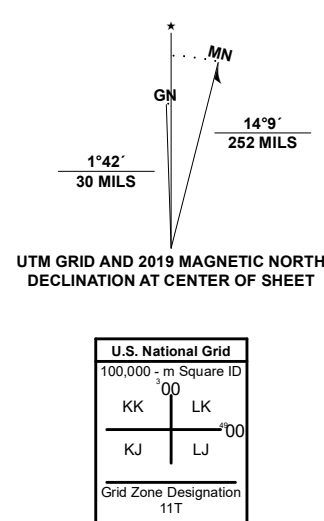 ★
MN
GN
14°9´
252 MILS
1°42´
30 MILS
UTM GRID AND 2019 MAGNETIC NORTH
DECLINATION AT CENTER OF SHEET
U.S. National Grid
100,000 - m Square ID
³00
KK LK
⁴⁹00
KJ LJ
Grid Zone Designation
11T